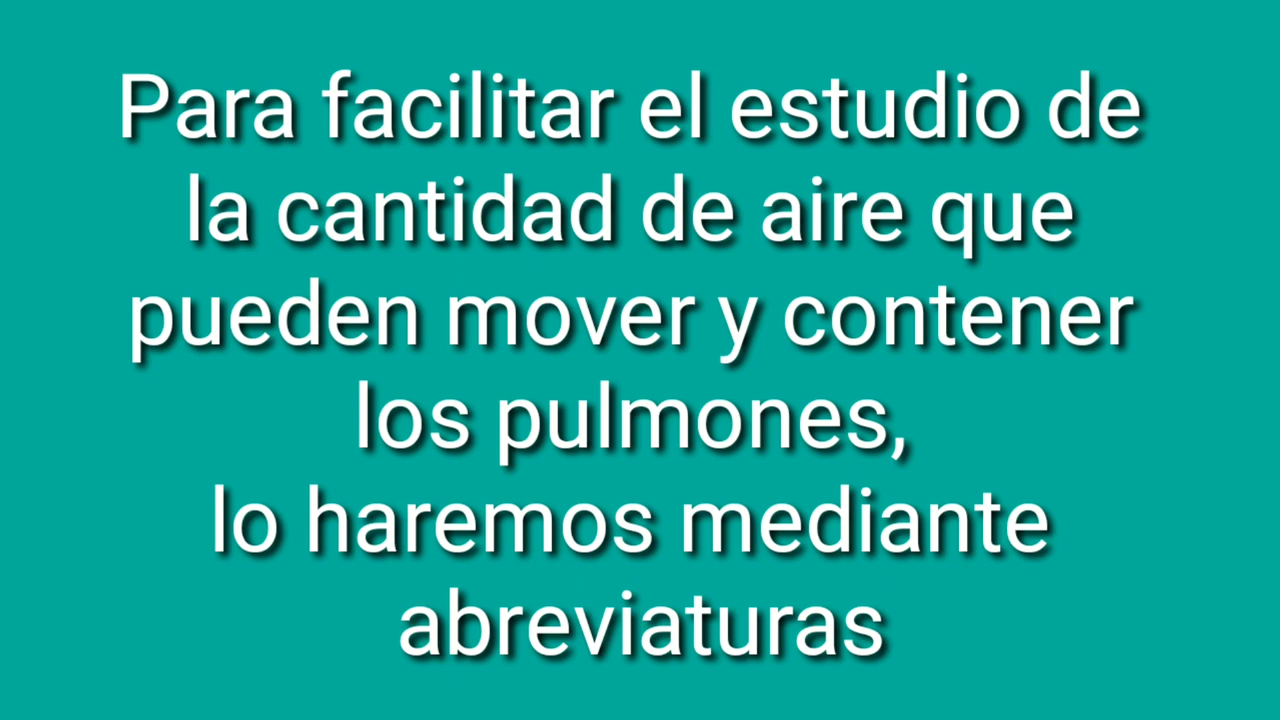 Para facilitar el estudio de
la cantidad de aire que
pueden mover y contener
los pulmones,
lo haremos mediante
abreviaturas